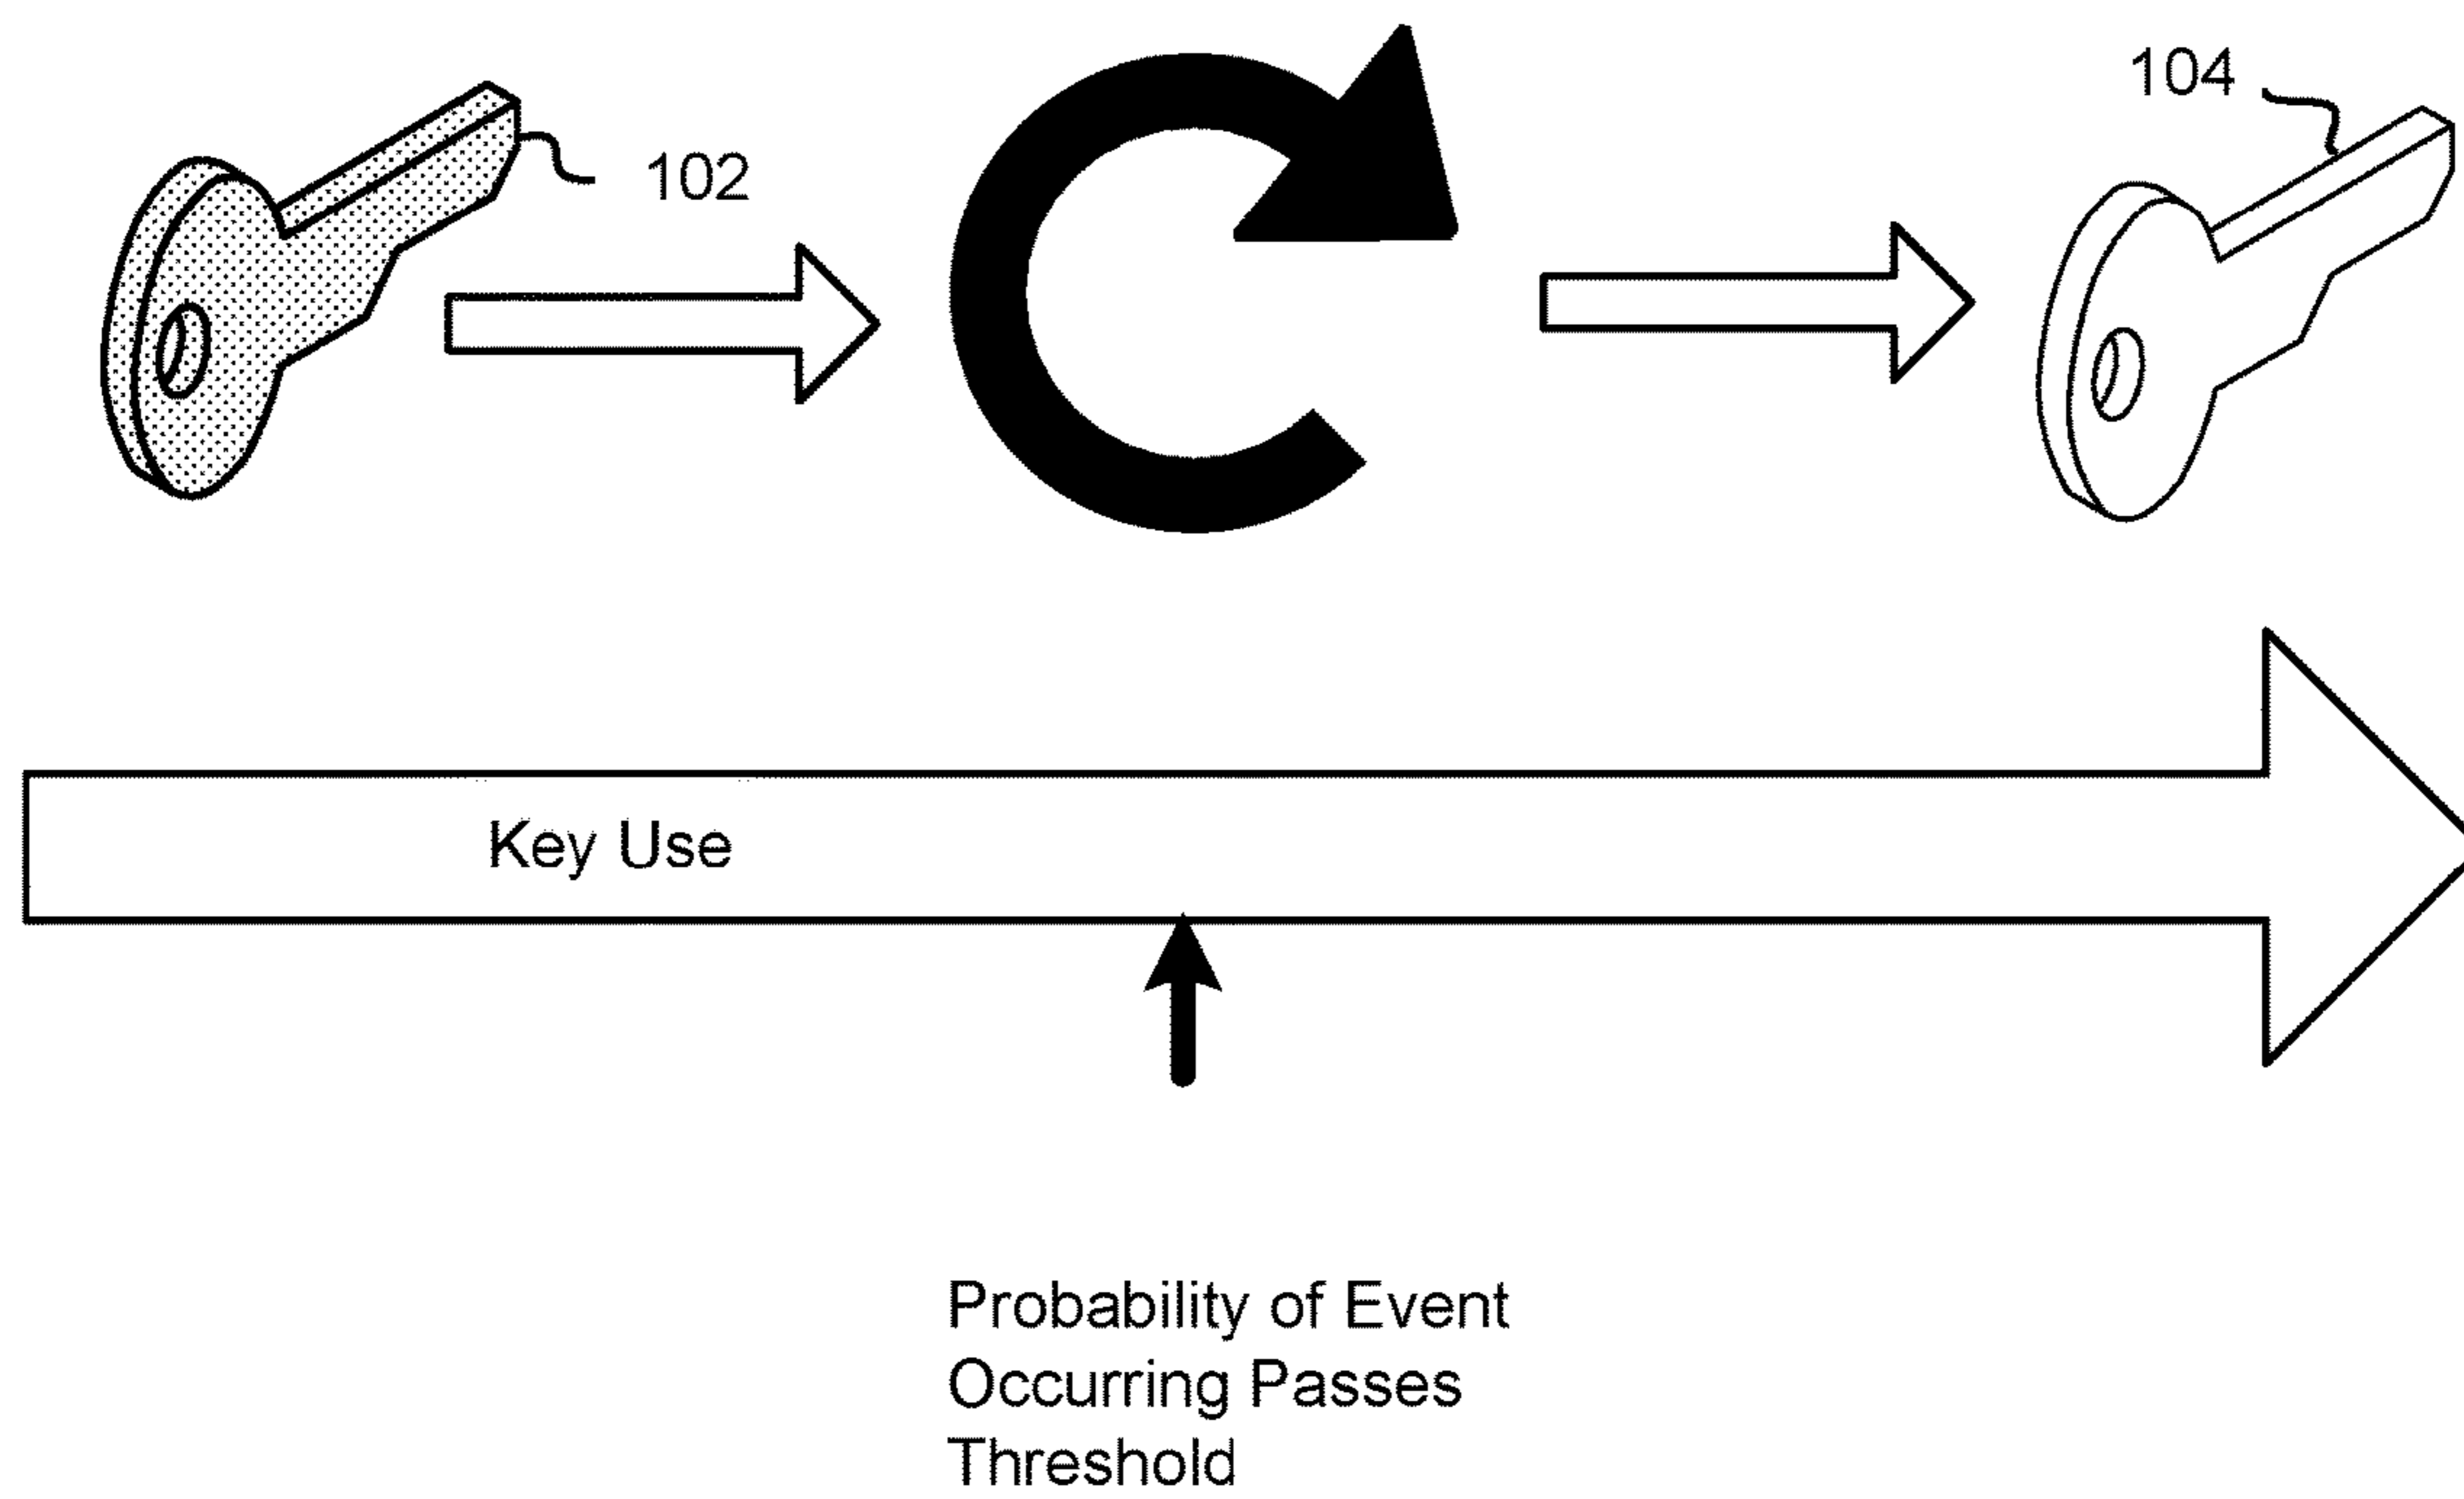 104
102
Key Use
Probability of Event
Occurring Passes
Threshold